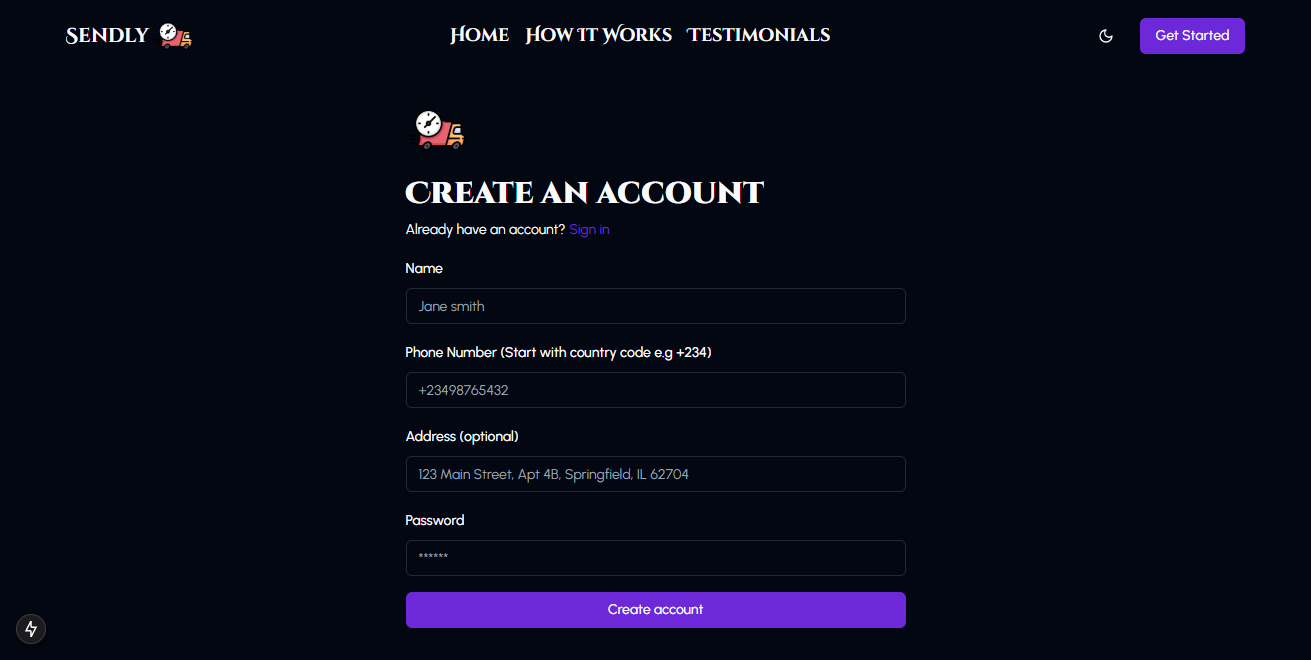 Sendly
Home How It Works Testimonials
Get Started
Create an account
Already have an account? Sign in
Name
Jane smith
Phone Number (Start with country code e.g +234)
+23498765432
Address (optional)
123 Main Street, Apt 4B, Springfield, IL 62704
Password
******
Create account